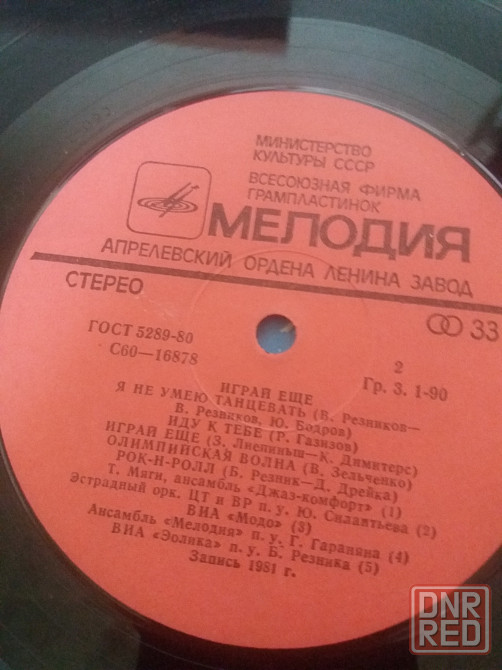 МИНИСТЕРСТВО
КУЛЬТУРЫ СССР
ВСЕСОЮЗНАЯ ФИРМА
ГРАМПЛАСТИНОК
МЕЛОДИЯ
АПРЕЛЕВСКИЙ ОРДЕНА ЛЕНИНА ЗАВОД
СТЕРЕО
33
ГОСТ 5289-80
С60—16878
2
Гр. 3. 1-90
ИГРАЙ ЕЩЕ
Я НЕ УМЕЮ ТАНЦЕВАТЬ (В. Резников—
В. Резников, Ю. Бодров)
ИДУ К ТЕБЕ (Р. Газизов)
ИГРАЙ ЕЩЕ (З. Лиепиньш—К. Димитерс)
ОЛИМПИЙСКАЯ ВОЛНА (В. Зельченко)
РОК-Н-РОЛЛ (Б. Резник—Д. Дрейка)
Т. Мяги, ансамбль «Джаз-комфорт» (1)
Эстрадный орк. ЦТ и ВР п. у. Ю. Силантьева (2)
ВИА «Модо» (3)
Ансамбль «Мелодия» п. у. Г. Гараняна (4)
ВИА «Эолика» п. у. Б. Резника (5)
Запись 1981 г.
DNR
RED